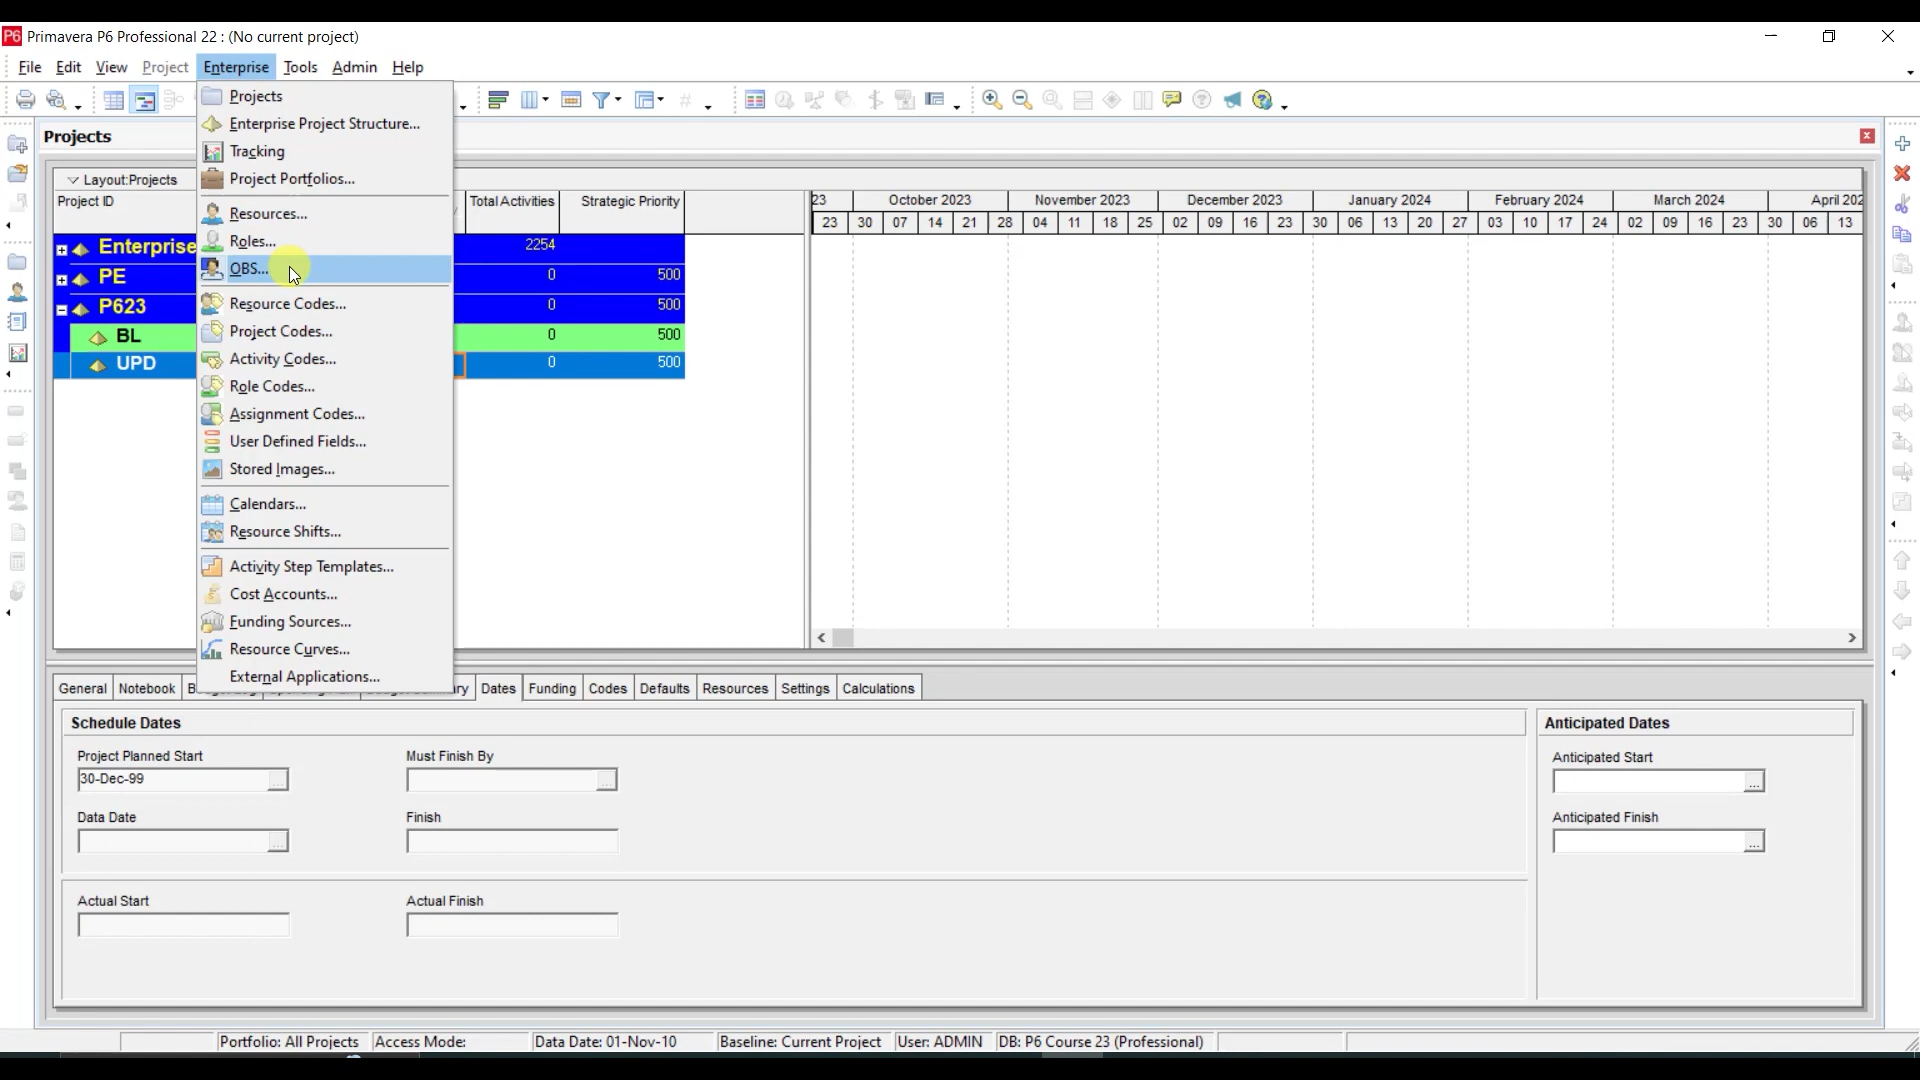 P6 Primavera P6 Professional 22 : (No current project)
File Edit View Project Enterprise Tools Admin Help
Projects
Enterprise Project Structure...
Tracking
Project Portfolios...
Resources...
Roles...
OBS...
Resource Codes...
Project Codes...
Activity Codes...
Role Codes...
Assignment Codes...
User Defined Fields...
Stored Images...
Calendars...
Resource Shifts...
Activity Step Templates...
Cost Accounts...
Funding Sources...
Resource Curves...
External Applications...
Projects
Layout:Projects
Project ID Total Activities Strategic Priority
23 October 2023 November 2023 December 2023 January 2024 February 2024 March 2024 April 202
23 30 07 14 21 28 04 11 18 25 02 09 16 23 30 06 13 20 27 03 10 17 24 02 09 16 23 30 06 13
Enterprise 2254
PE 0 500
P623 0 500
BL 0 500
UPD 0 500
General Notebook Dates Funding Codes Defaults Resources Settings Calculations
Schedule Dates Anticipated Dates
Project Planned Start Must Finish By Anticipated Start
30-Dec-99
Data Date Finish Anticipated Finish
Actual Start Actual Finish
Portfolio: All Projects Access Mode: Data Date: 01-Nov-10 Baseline: Current Project User: ADMIN DB: P6 Course 23 (Professional)